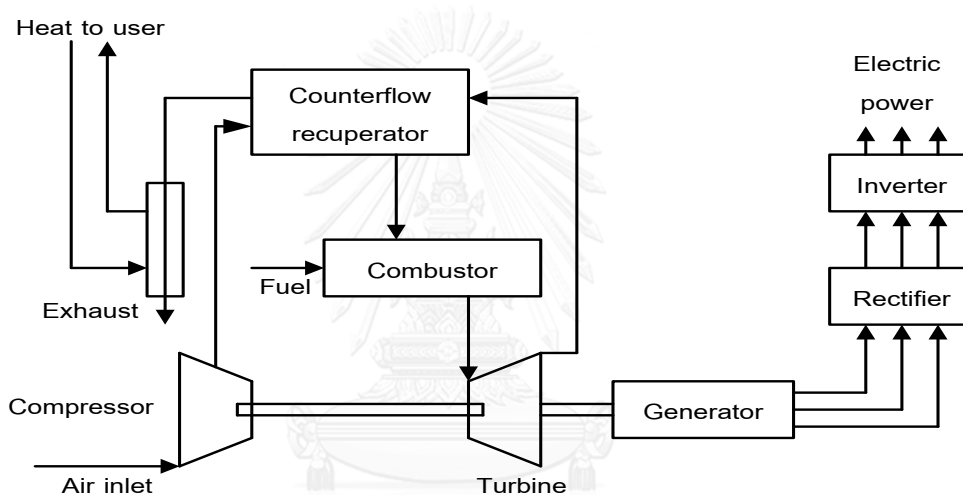 Heat to user
Counterflow
recuperator
Electric
power
Inverter
Combustor
Fuel
Rectifier
Exhaust
Compressor
Generator
Air inlet
Turbine